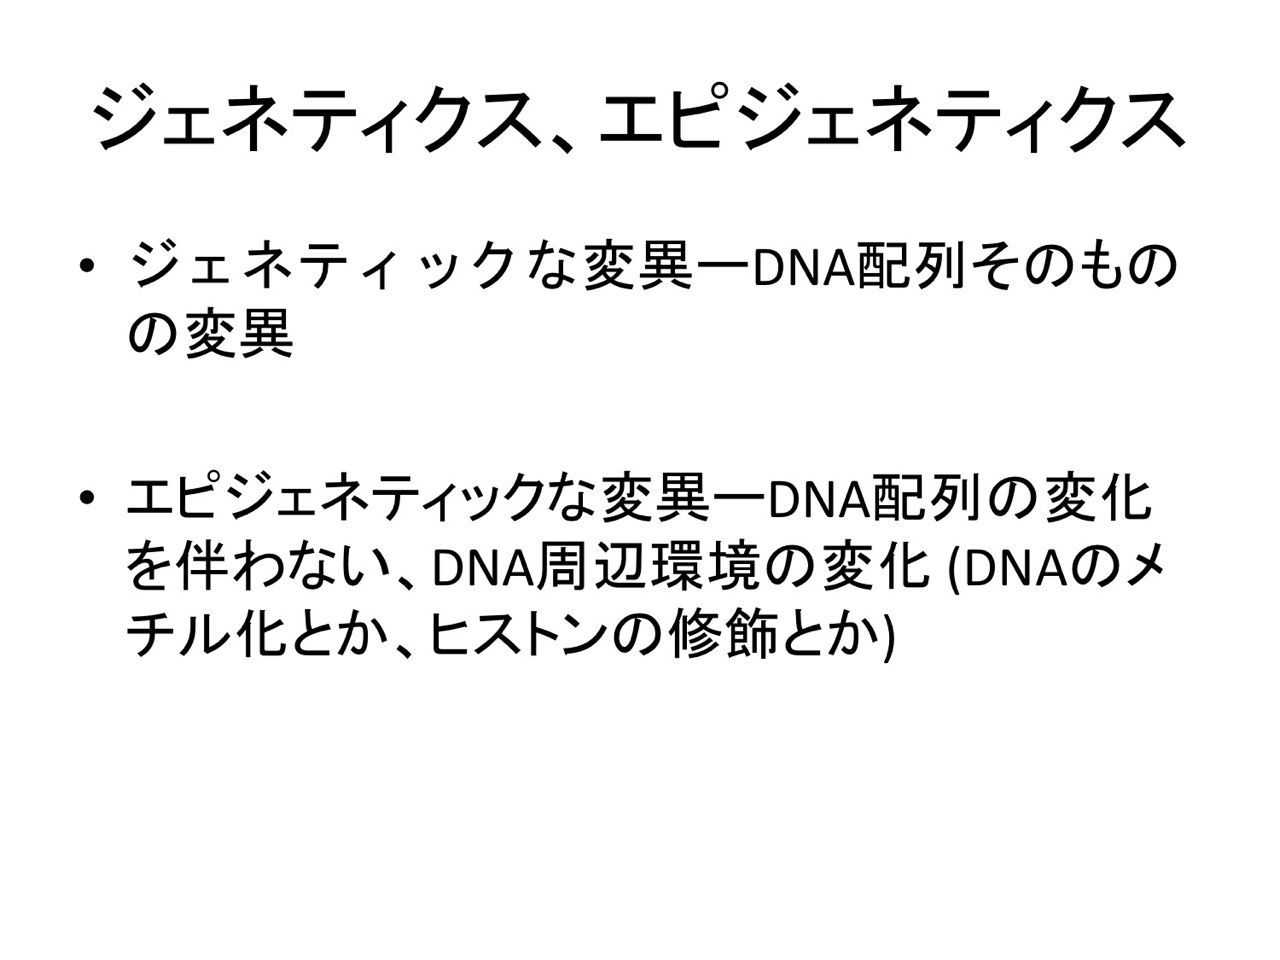 ジェネティクス、エピジェネティクス
• ジェネティックな変異ーDNA配列そのもの
の変異
• エピジェネティックな変異ーDNA配列の変化
を伴わない、DNA周辺環境の変化 (DNAのメ
チル化とか、ヒストンの修飾とか)